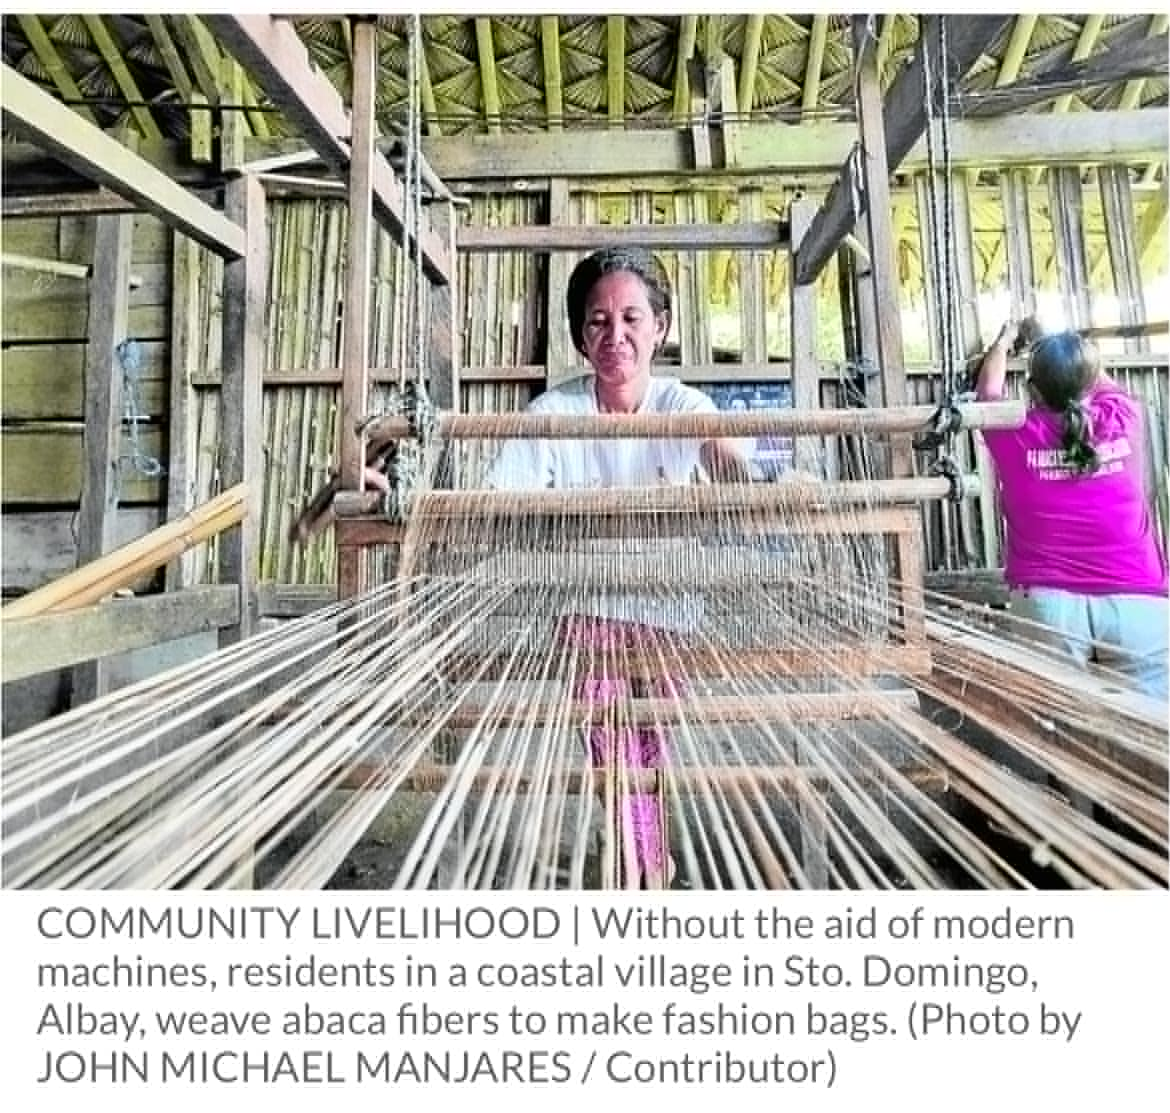 COMMUNITY LIVELIHOOD | Without the aid of modern
machines, residents in a coastal village in Sto. Domingo,
Albay, weave abaca fibers to make fashion bags. (Photo by
JOHN MICHAEL MANJARES / Contributor)